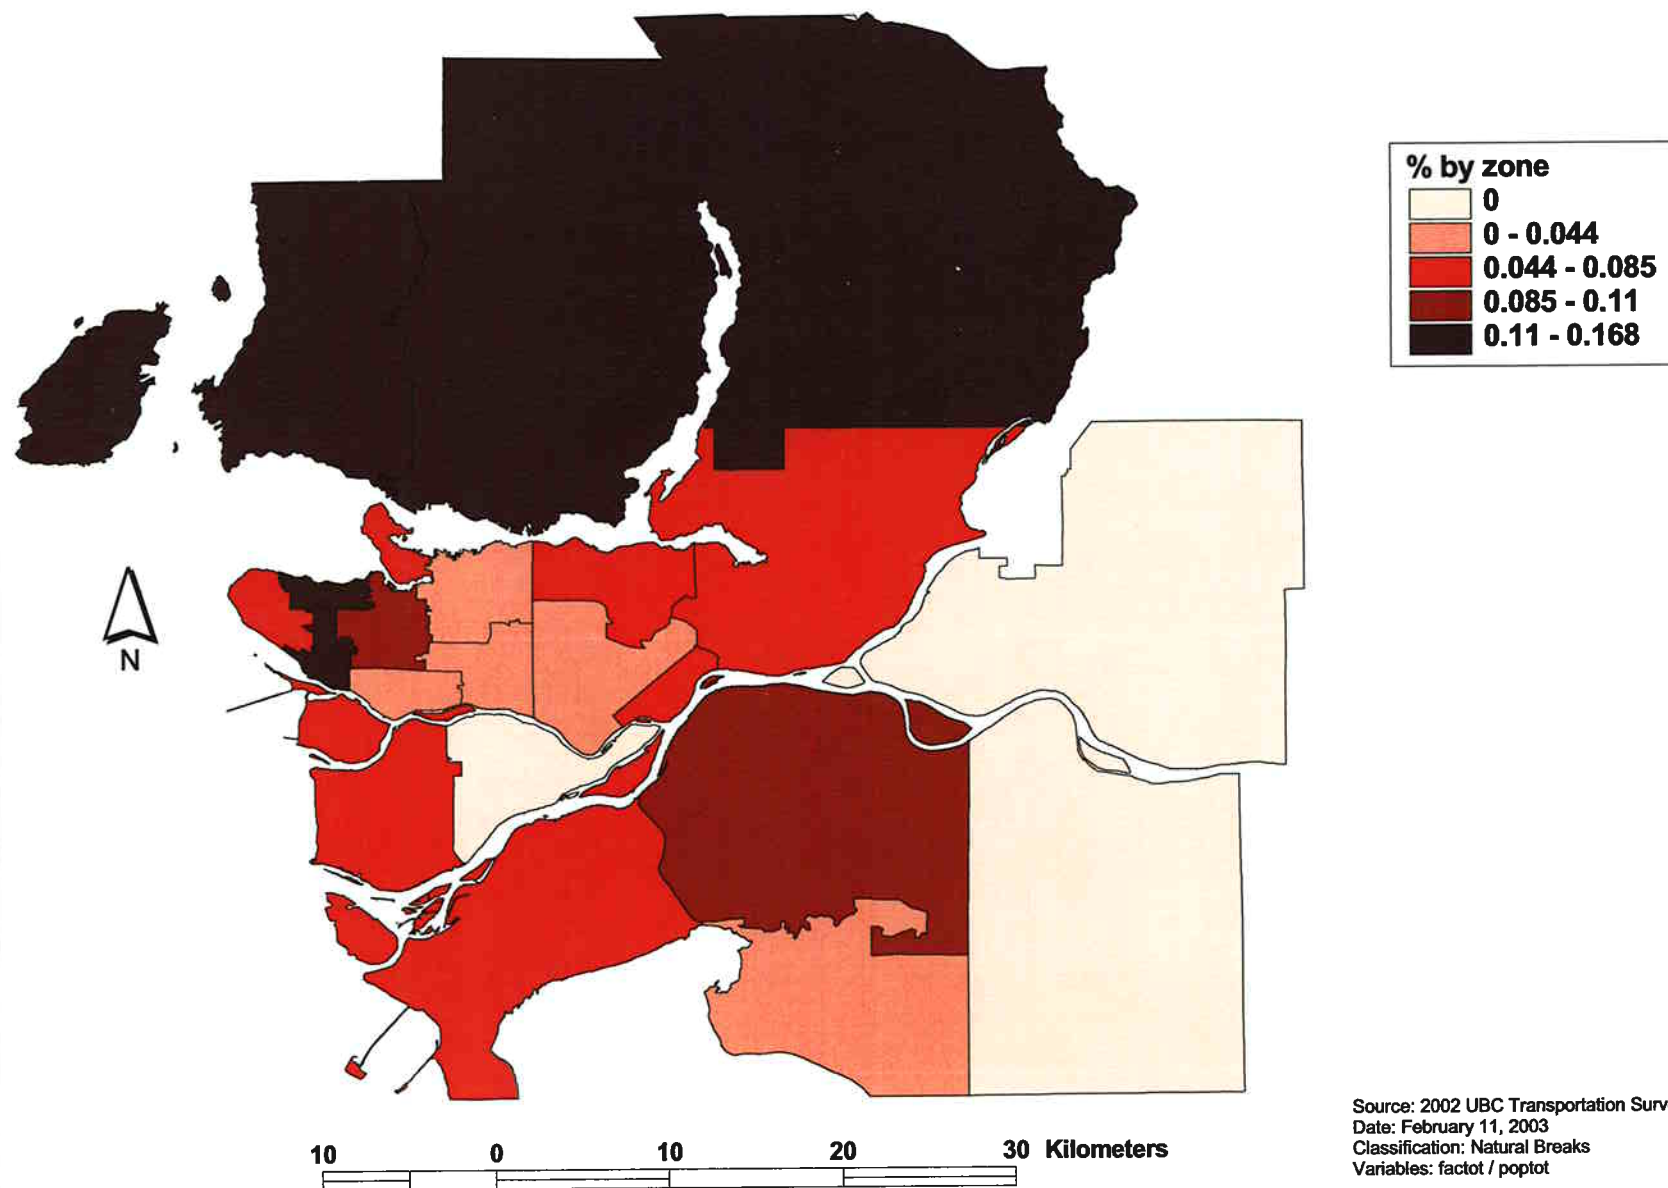 % by zone
0
0 - 0.044
0.044 - 0.085
0.085 - 0.11
0.11 - 0.168
N
10 0 10 20 30 Kilometers
Source: 2002 UBC Transportation Surv
Date: February 11, 2003
Classification: Natural Breaks
Variables: factot / poptot